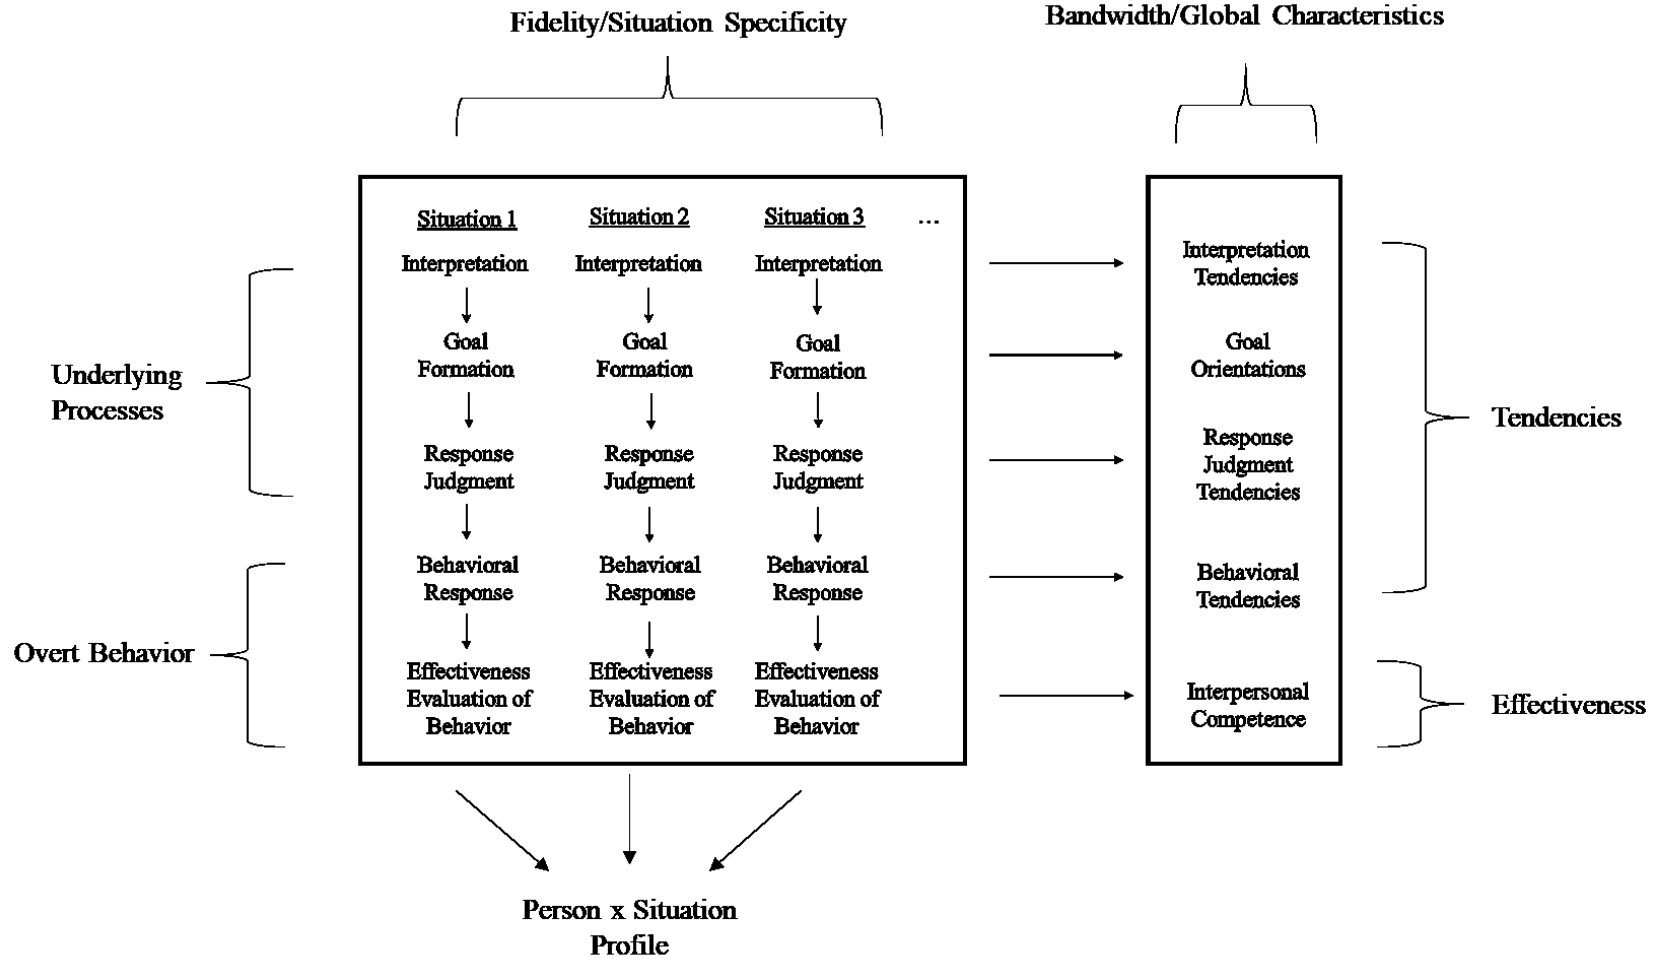 Fidelity/Situation Specificity
Bandwidth/Global Characteristics
Situation 1
Situation 2
Situation 3
...
Interpretation
Interpretation
Interpretation
Interpretation
Tendencies
Goal
Formation
Goal
Formation
Goal
Formation
Goal
Orientations
Underlying
Processes
Response
Judgment
Response
Judgment
Response
Judgment
Response
Judgment
Tendencies
Tendencies
Behavioral
Response
Behavioral
Response
Behavioral
Response
Behavioral
Tendencies
Overt Behavior
Effectiveness
Evaluation of
Behavior
Effectiveness
Evaluation of
Behavior
Effectiveness
Evaluation of
Behavior
Interpersonal
Competence
Effectiveness
Person x Situation
Profile